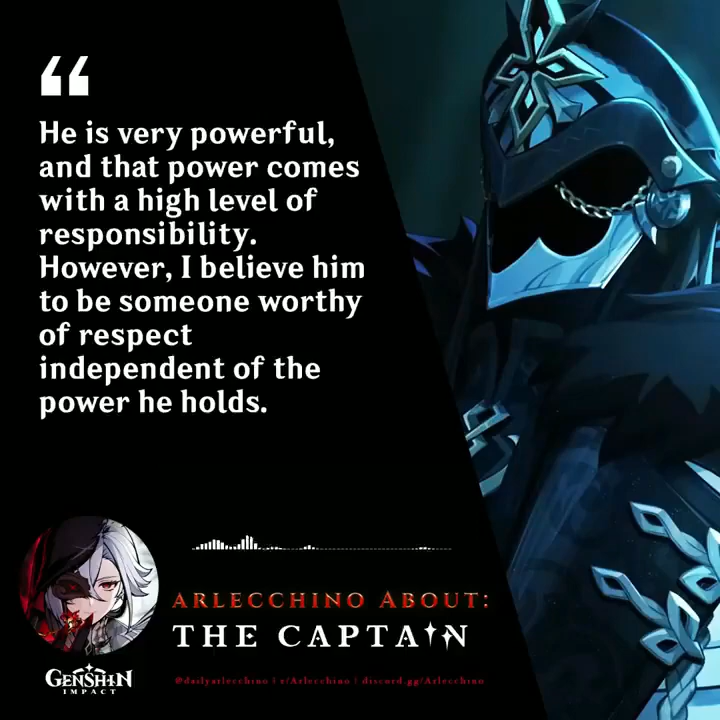 He is very powerful,
and that power comes
with a high level of
responsibility.
However, I believe him
to be someone worthy
of respect
independent of the
power he holds.
ARLECCHINO ABOUT:
THE CAPTAIN
GENSHIN
IMPACT
@dailyarlecchino | r/Arlecchino | discord.gg/Arlecchino